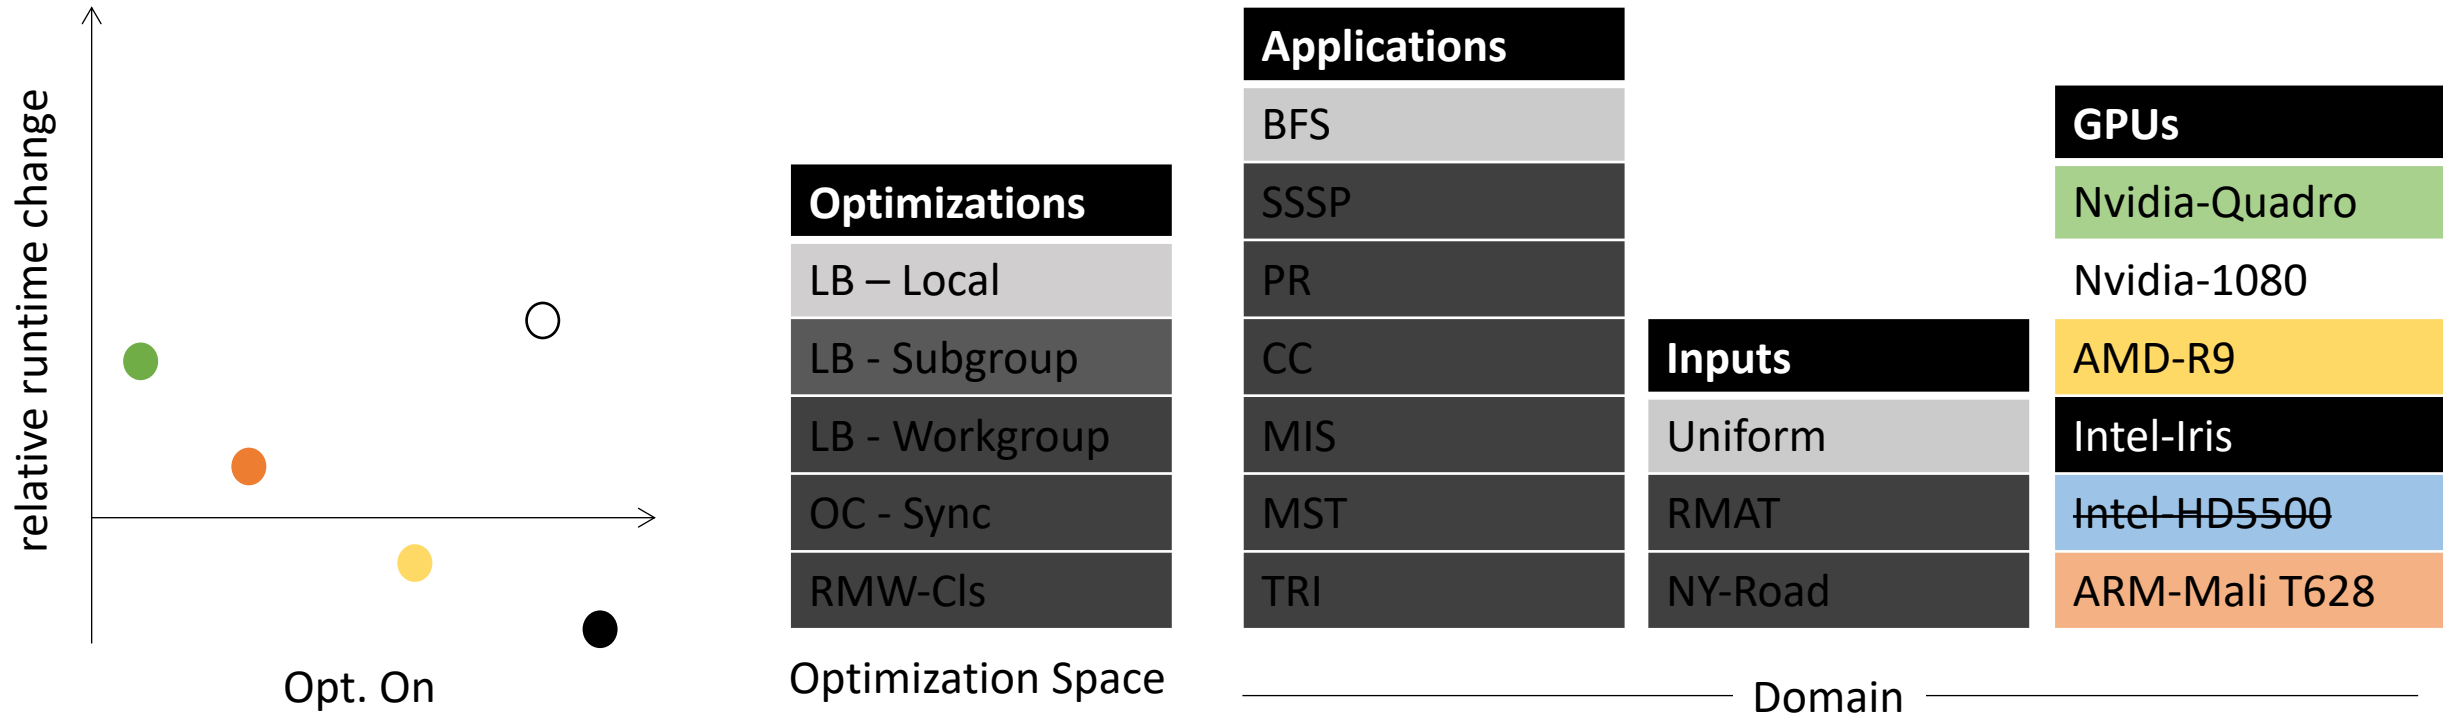 relative runtime change
Opt. On
Optimizations
LB – Local
LB - Subgroup
LB - Workgroup
OC - Sync
RMW-Cls
Optimization Space
Applications
BFS
SSSP
PR
CC
MIS
MST
TRI
Inputs
Uniform
RMAT
NY-Road
GPUs
Nvidia-Quadro
Nvidia-1080
AMD-R9
Intel-Iris
Intel-HD5500
ARM-Mali T628
Domain